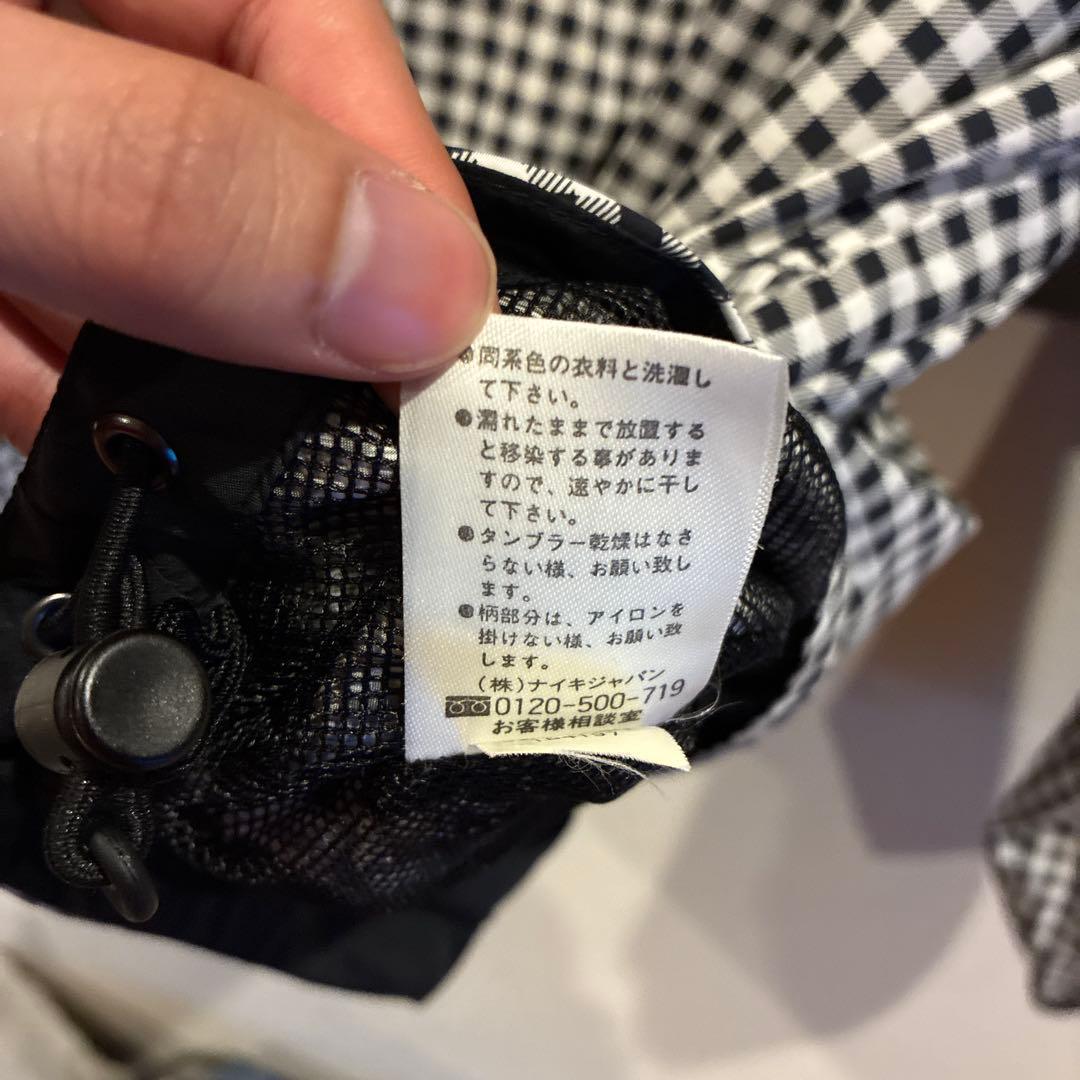 ●同系色の衣料と洗濯し
て下さい。
●濡れたままで放置する
と移染する事がありま
すので、速やかに干し
て下さい。
●タンブラー乾燥はなさ
らない様、お願い致し
ます。
●柄部分は、アイロンを
掛けない様、お願い致
します。
(株)ナイキジャパン
0120-500-719
お客様相談室